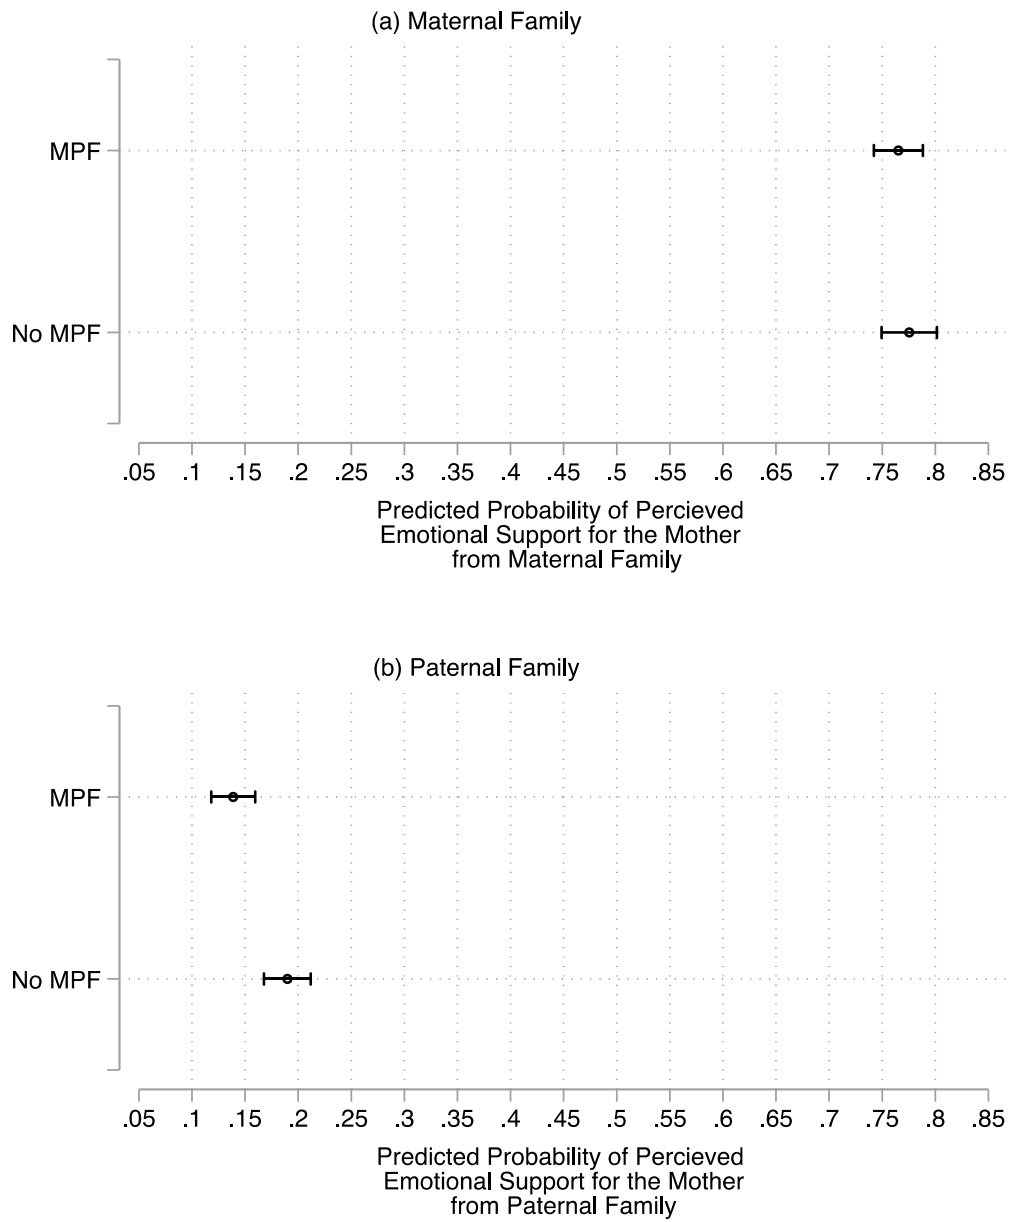 (a) Maternal Family
MPF
No MPF
.05 .1 .15 .2 .25 .3 .35 .4 .45 .5 .55 .6 .65 .7 .75 .8 .85
Predicted Probability of Percieved
Emotional Support for the Mother
from Maternal Family
(b) Paternal Family
MPF
No MPF
.05 .1 .15 .2 .25 .3 .35 .4 .45 .5 .55 .6 .65 .7 .75 .8 .85
Predicted Probability of Percieved
Emotional Support for the Mother
from Paternal Family